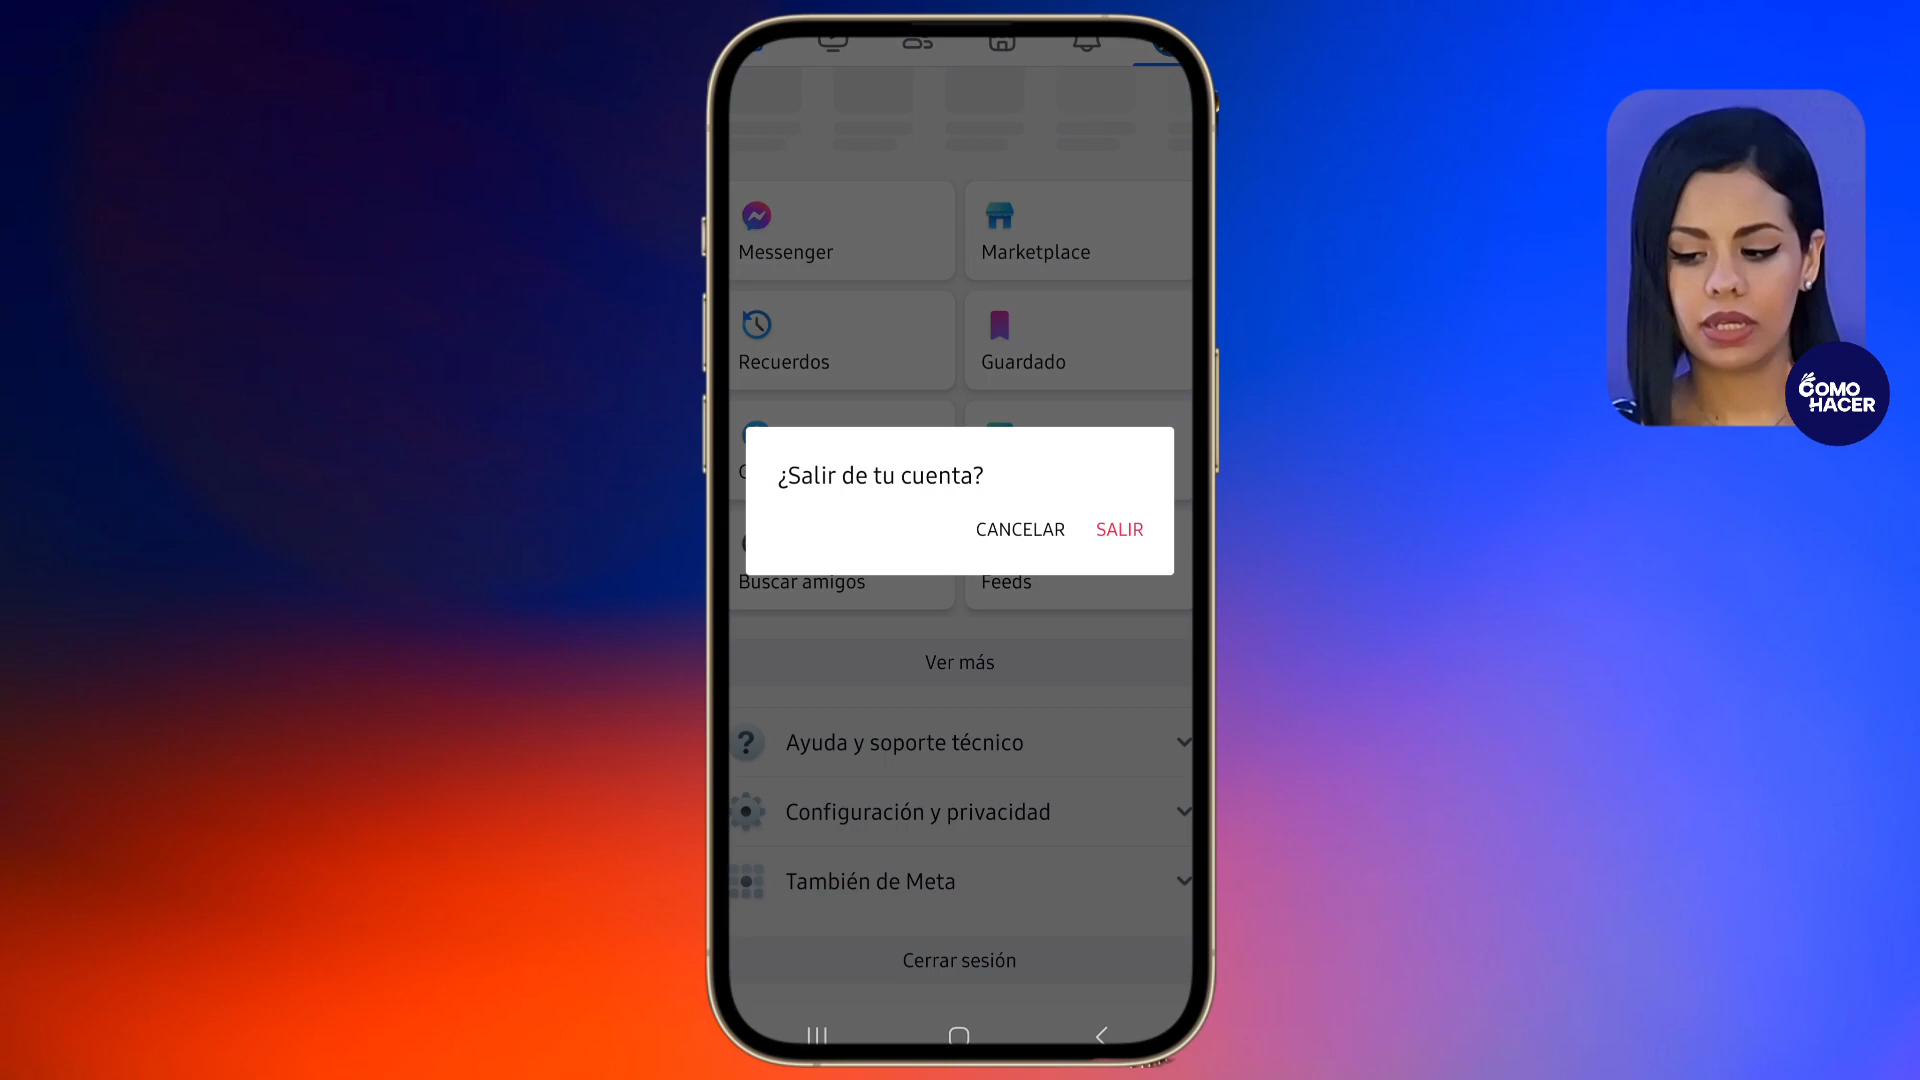 Messenger
Marketplace
Recuerdos
Guardado
¿Salir de tu cuenta?
CANCELAR
SALIR
Buscar amigos
Feeds
Ver más
Ayuda y soporte técnico
Configuración y privacidad
También de Meta
Cerrar sesión
COMO
HACER